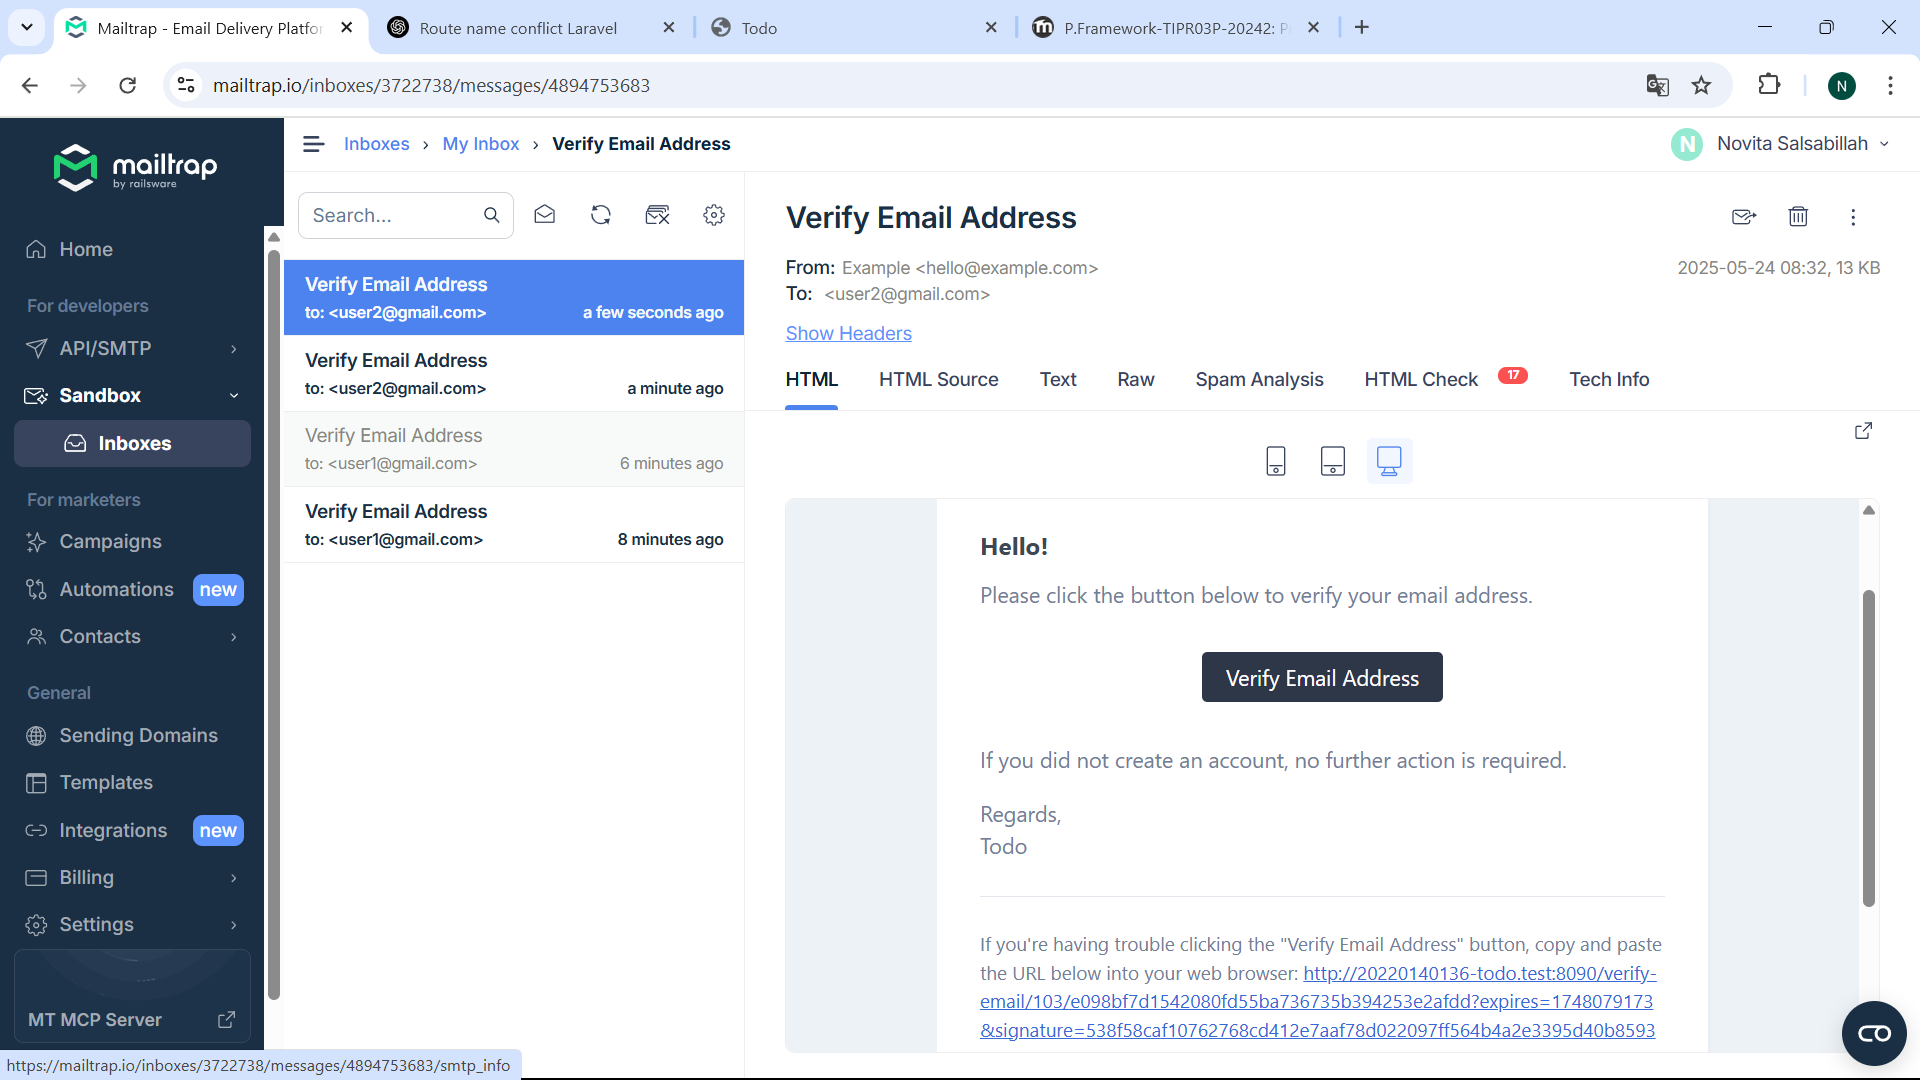 Mailtrap - Email Delivery Platfor
Route name conflict Laravel
Todo
P.Framework-TIPR03P-20242: P
mailtrap.io/inboxes/3722738/messages/4894753683
N
mailtrap
by railsware
Inboxes › My Inbox › Verify Email Address
N Novita Salsabillah
Home
For developers
API/SMTP
Sandbox
Inboxes
For marketers
Campaigns
Automations new
Contacts
General
Sending Domains
Templates
Integrations new
Billing
Settings
MT MCP Server
https://mailtrap.io/inboxes/3722738/messages/4894753683/smtp_info
Search...
Verify Email Address
to: <user2@gmail.com> a few seconds ago
Verify Email Address
to: <user2@gmail.com> a minute ago
Verify Email Address
to: <user1@gmail.com> 6 minutes ago
Verify Email Address
to: <user1@gmail.com> 8 minutes ago
Verify Email Address
From: Example <hello@example.com> 2025-05-24 08:32, 13 KB
To: <user2@gmail.com>
Show Headers
HTML HTML Source Text Raw Spam Analysis HTML Check 17 Tech Info
Hello!
Please click the button below to verify your email address.
Verify Email Address
If you did not create an account, no further action is required.
Regards,
Todo
If you're having trouble clicking the "Verify Email Address" button, copy and paste
the URL below into your web browser: http://20220140136-todo.test:8090/verify-
email/103/e098bf7d1542080fd55ba736735b394253e2afdd?expires=1748079173
&signature=538f58caf10762768cd412e7aaf78d022097ff564b4a2e3395d40b8593